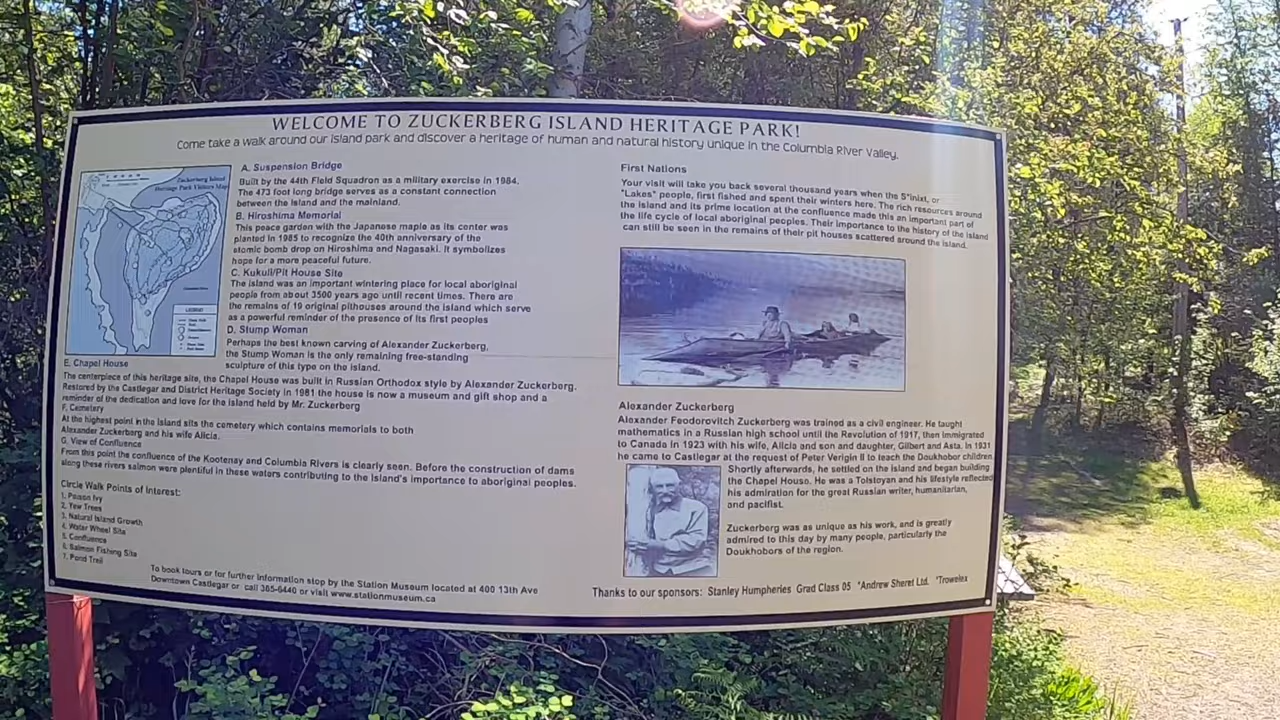 WELCOME TO ZUCKERBERG ISLAND HERITAGE PARK!
Come take a walk around our island park and discover a heritage of human and natural history unique in the Columbia River Valley.
Zuckerberg Island
Heritage Park Visitors Map
LEGEND
A. Suspension Bridge
Built by the 44th Field Squadron as a military exercise in 1984.
The 473 foot long bridge serves as a constant connection
between the island and the mainland.
B. Hiroshima Memorial
This peace garden with the Japanese maple as its center was
planted in 1985 to recognize the 40th anniversary of the
atomic bomb drop on Hiroshima and Nagasaki. It symbolizes
hope for a more peaceful future.
C. Kukuli/Pit House Site
The island was an important wintering place for local aboriginal
people from about 3500 years ago until recent times. There are
the remains of 19 original pithouses around the island which serve
as a powerful reminder of the presence of its first peoples
D. Stump Woman
Perhaps the best known carving of Alexander Zuckerberg,
the Stump Woman is the only remaining free-standing
sculpture of this type on the island.
E. Chapel House
The centerpiece of this heritage site, the Chapel House was built in Russian Orthodox style by Alexander Zuckerberg.
Restored by the Castlegar and District Heritage Society in 1981 the house is now a museum and gift shop and a
reminder of the dedication and love for the island held by Mr. Zuckerberg
F. Cemetery
At the highest point in the island sits the cemetery which contains memorials to both
Alexander Zuckerberg and his wife Alicia.
G. View of Confluence
From this point the confluence of the Kootenay and Columbia Rivers is clearly seen. Before the construction of dams
along these rivers salmon were plentiful in these waters contributing to the island's importance to aboriginal peoples.
Circle Walk Points of Interest:
1. Poison Ivy
2. Yew Trees
3. Natural Island Growth
4. Water Wheel Site
5. Confluence
6. Salmon Fishing Site
7. Pond Trail
To book tours or for further information stop by the Station Museum located at 400 13th Ave
Downtown Castlegar or call 365-6440 or visit www.stationmuseum.ca
First Nations
Your visit will take you back several thousand years when the S"inixt, or
"Lakes" people, first fished and spent their winters here. The rich resources around
the island and its prime location at the confluence made this an important part of
the life cycle of local aboriginal peoples. Their importance to the history of the island
can still be seen in the remains of their pit houses scattered around the island.
Alexander Zuckerberg
Alexander Feodorovitch Zuckerberg was trained as a civil engineer. He taught
mathematics in a Russian high school until the Revolution of 1917, then immigrated
to Canada in 1923 with his wife, Alicia and son and daughter, Gilbert and Asta. In 1931
he came to Castlegar at the request of Peter Verigin II to teach the Doukhobor children.
Shortly afterwards, he settled on the island and began building
the Chapel House. He was a Tolstoyan and his lifestyle reflected
his admiration for the great Russian writer, humanitarian,
and pacifist.
Zuckerberg was as unique as his work, and is greatly
admired to this day by many people, particularly the
Doukhobors of the region.
Thanks to our sponsors: Stanley Humphries Grad Class 05 *Andrew Sheret Ltd. *Trowelex